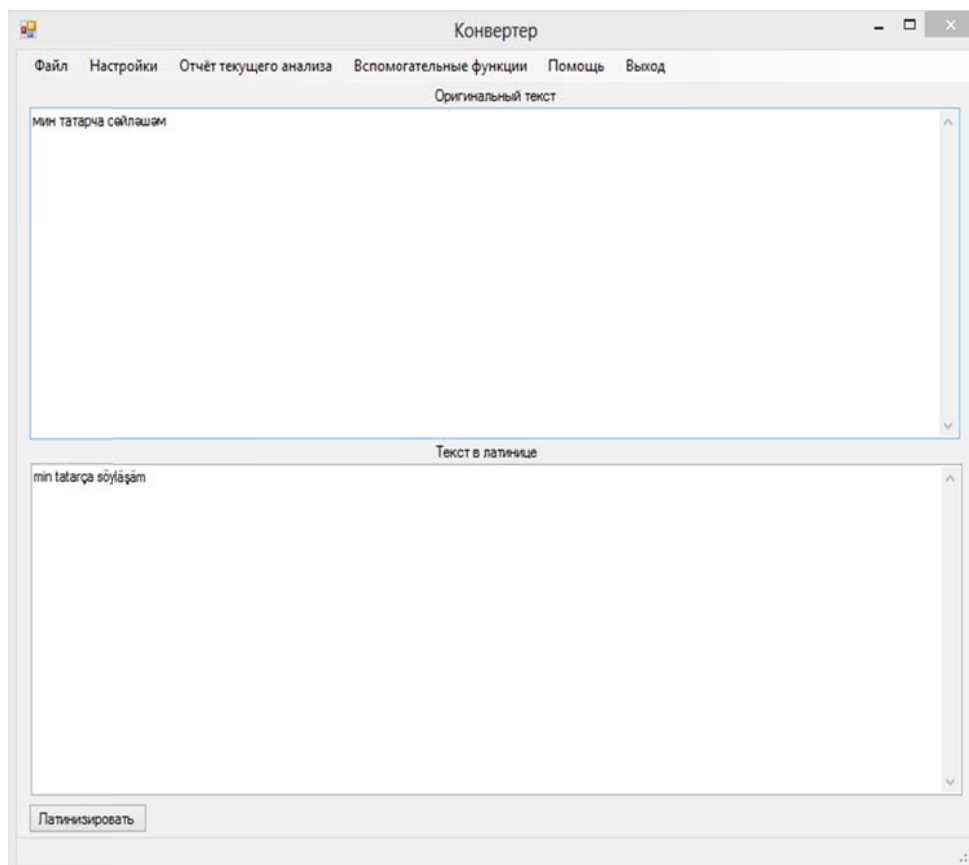 Конвертер
Файл Настройки Отчёт текущего анализа Вспомогательные функции Помощь Выход
Оригинальный текст
мин татарча сөйләшәм
Текст в латинице
min tatarça söyläşäm
Латинизировать